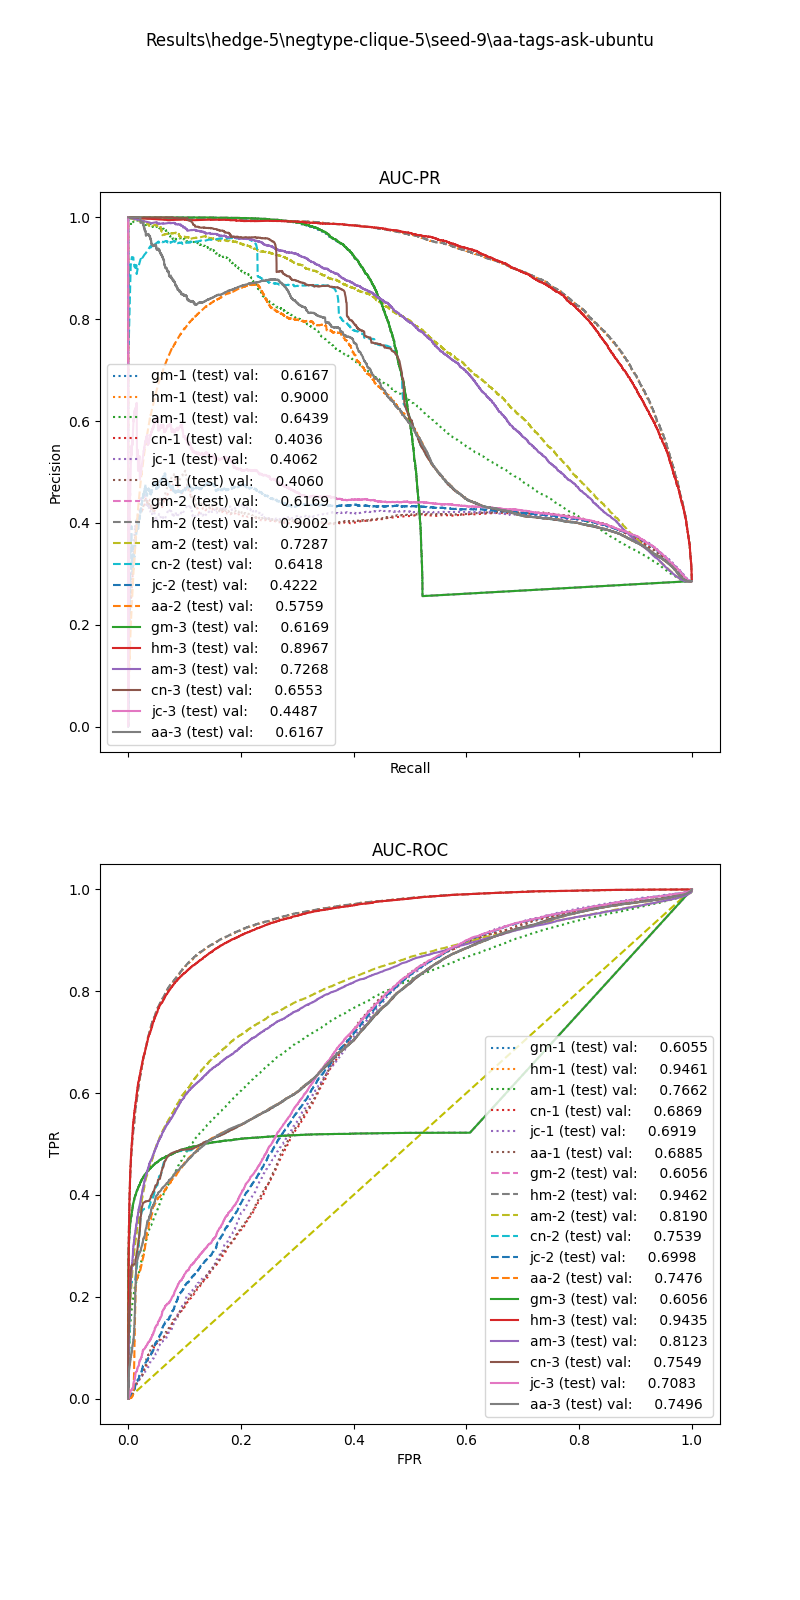 Results\hedge-5\negtype-clique-5\seed-9\aa-tags-ask-ubuntu
AUC-PR
1.0
0.8
0.6
0.4
0.2
0.0
Precision
gm-1 (test) val: 0.6167
hm-1 (test) val: 0.9000
am-1 (test) val: 0.6439
cn-1 (test) val: 0.4036
jc-1 (test) val: 0.4062
aa-1 (test) val: 0.4060
gm-2 (test) val: 0.6169
hm-2 (test) val: 0.9002
am-2 (test) val: 0.7287
cn-2 (test) val: 0.6418
jc-2 (test) val: 0.4222
aa-2 (test) val: 0.5759
gm-3 (test) val: 0.6169
hm-3 (test) val: 0.8967
am-3 (test) val: 0.7268
cn-3 (test) val: 0.6553
jc-3 (test) val: 0.4487
aa-3 (test) val: 0.6167
Recall
AUC-ROC
1.0
0.8
0.6
0.4
0.2
0.0
TPR
gm-1 (test) val: 0.6055
hm-1 (test) val: 0.9461
am-1 (test) val: 0.7662
cn-1 (test) val: 0.6869
jc-1 (test) val: 0.6919
aa-1 (test) val: 0.6885
gm-2 (test) val: 0.6056
hm-2 (test) val: 0.9462
am-2 (test) val: 0.8190
cn-2 (test) val: 0.7539
jc-2 (test) val: 0.6998
aa-2 (test) val: 0.7476
gm-3 (test) val: 0.6056
hm-3 (test) val: 0.9435
am-3 (test) val: 0.8123
cn-3 (test) val: 0.7549
jc-3 (test) val: 0.7083
aa-3 (test) val: 0.7496
0.0 0.2 0.4 0.6 0.8 1.0
FPR